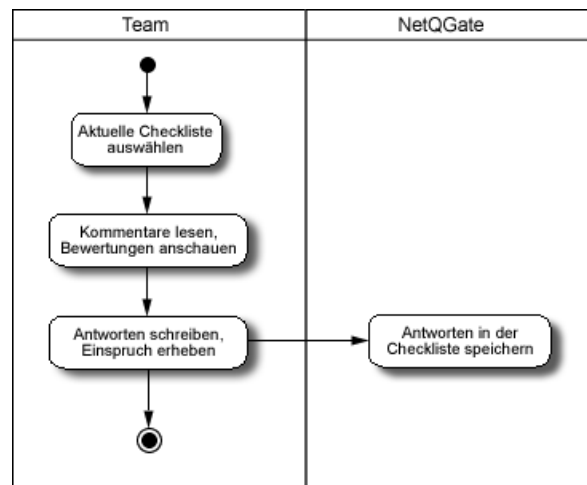 Team
NetQGate
Aktuelle Checkliste
auswählen
Kommentare lesen,
Bewertungen anschauen
Antworten schreiben,
Einspruch erheben
Antworten in der
Checkliste speichern